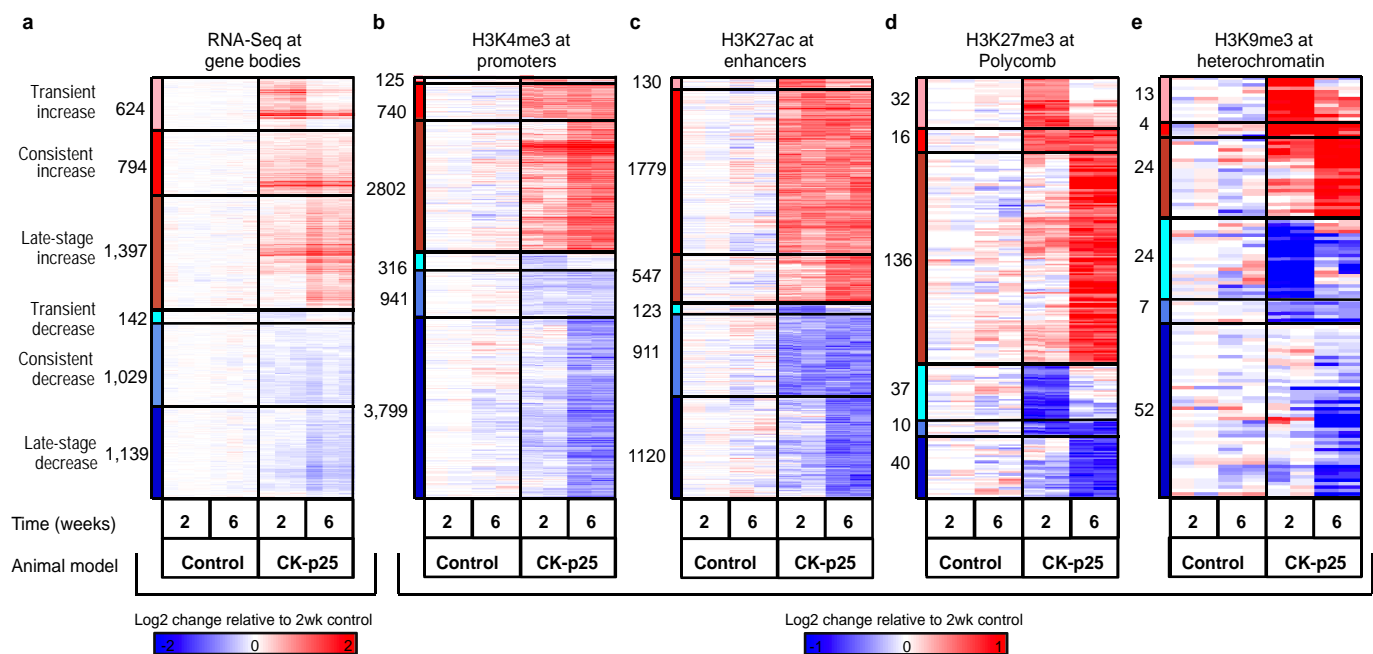 a
RNA-Seq at
gene bodies
b
H3K4me3 at
promoters
c
H3K27ac at
enhancers
d
H3K27me3 at
Polycomb
e
H3K9me3 at
heterochromatin
Transient
increase
624
Consistent
increase
794
Late-stage
increase
1,397
Transient
decrease
142
Consistent
decrease
1,029
Late-stage
decrease
1,139
125
740
2802
316
941
3,799
130
1779
547
123
911
1120
32
16
136
37
10
40
13
4
24
24
7
52
Time (weeks)
2 6 2 6
2 6 2 6
2 6 2 6
2 6 2 6
2 6 2 6
Animal model
Control CK-p25
Control CK-p25
Control CK-p25
Control CK-p25
Control CK-p25
Log2 change relative to 2wk control
-2 0 2
Log2 change relative to 2wk control
-1 0 1